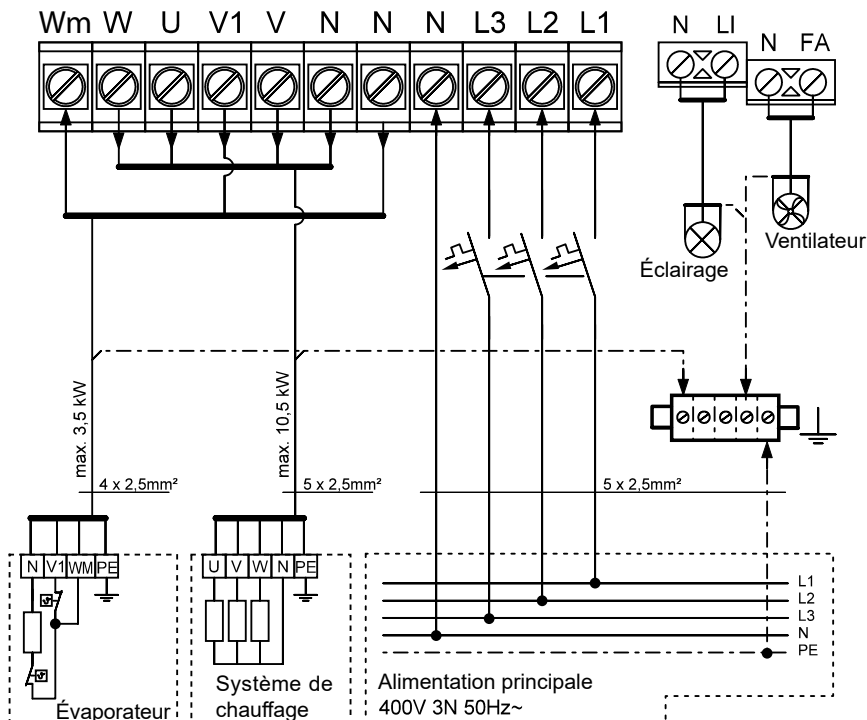 Wm W U V1 V N N N L3 L2 L1
N LI
N FA
Éclairage
Ventilateur
max. 3,5 kW
max. 10,5 kW
4 x 2,5mm²
5 x 2,5mm²
5 x 2,5mm²
N V1 WM PE
U V W N PE
L1
L2
L3
N
PE
Évaporateur
Système de
chauffage
Alimentation principale
400V 3N 50Hz~